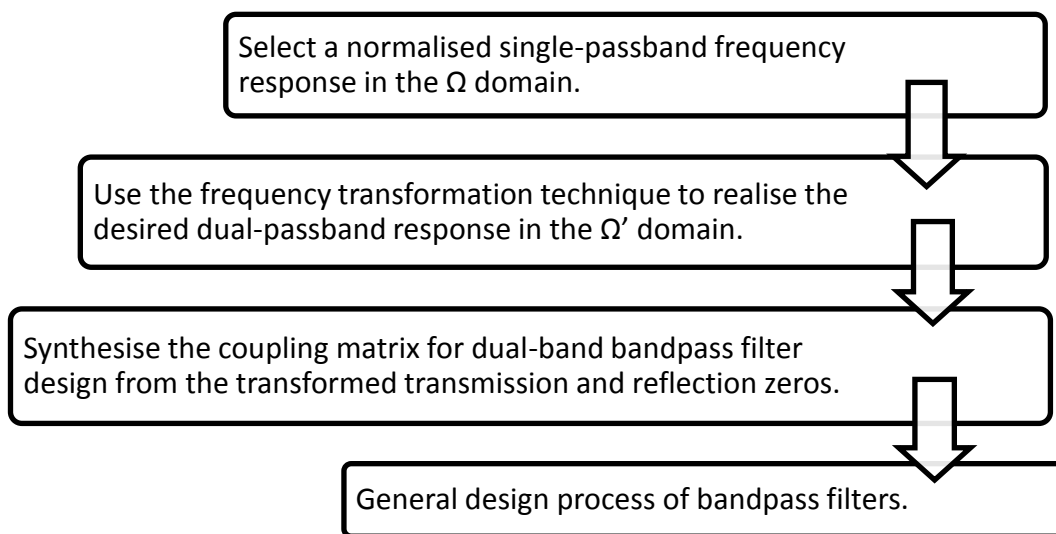 Select a normalised single-passband frequency
response in the Ω domain.
Use the frequency transformation technique to realise the
desired dual-passband response in the Ω’ domain.
Synthesise the coupling matrix for dual-band bandpass filter
design from the transformed transmission and reflection zeros.
General design process of bandpass filters.